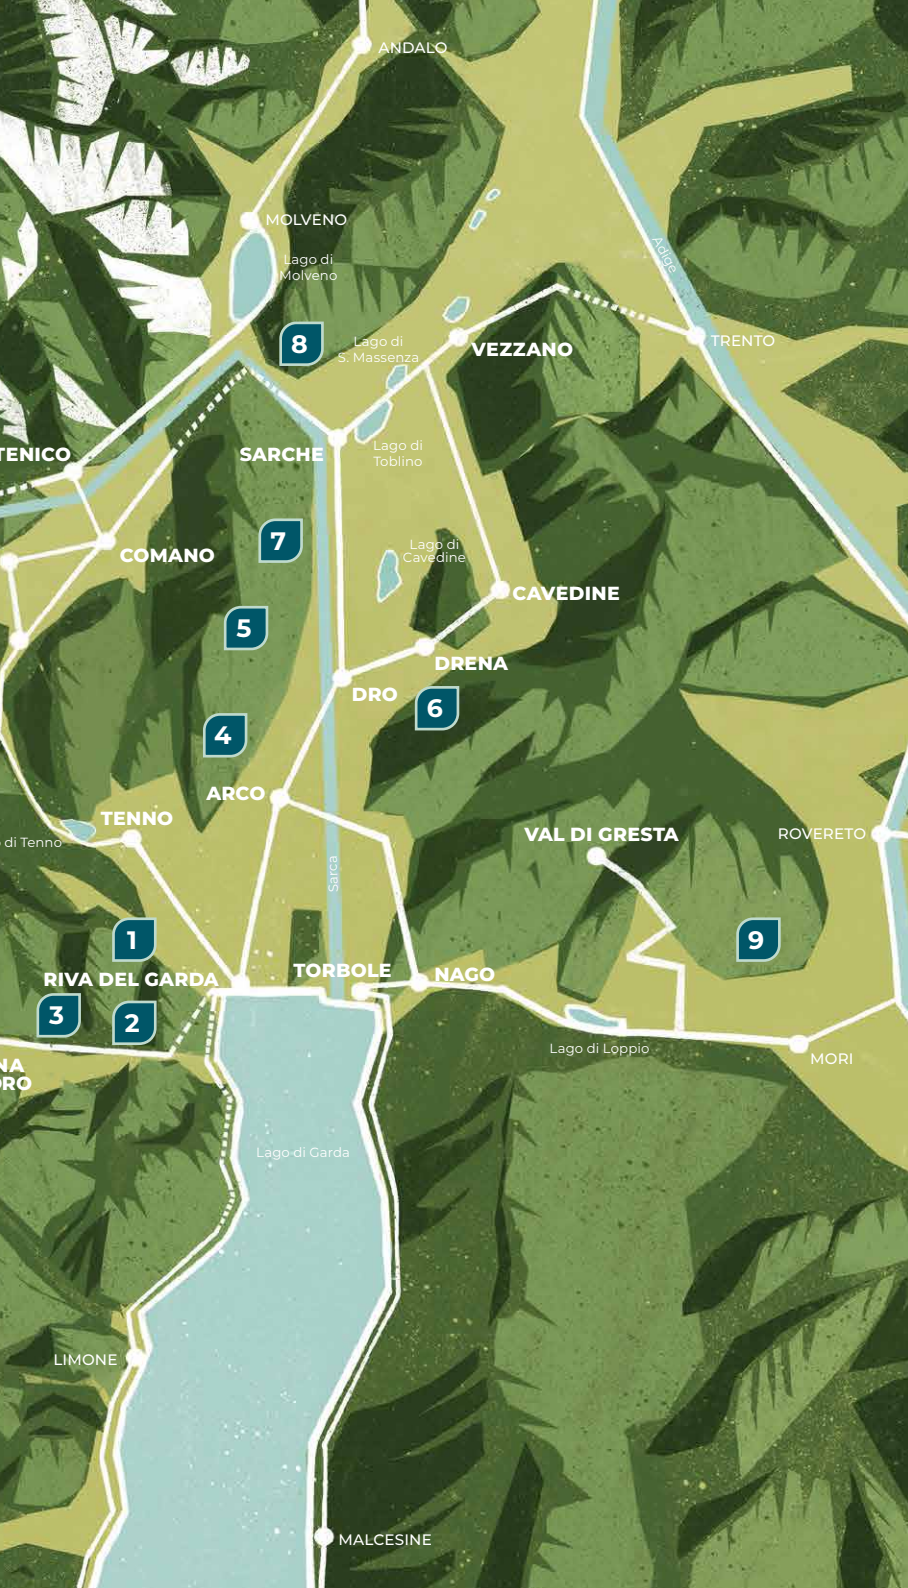 ANDALO
MOLVENO
Lago di
Molveno
Adige
8
Lago di
S. Massenza
VEZZANO
TRENTO
TENICO
SARCHE
Lago di
Toblino
7
COMANO
Lago di
Cavedine
CAVEDINE
5
DRENA
DRO
6
4
ARCO
TENNO
di Tenno
VAL DI GRESTA
ROVERETO
Sarca
1
9
RIVA DEL GARDA
TORBOLE
NAGO
3
2
Lago di Loppio
MORI
NA
ORO
Lago di Garda
LIMONE
MALCESINE